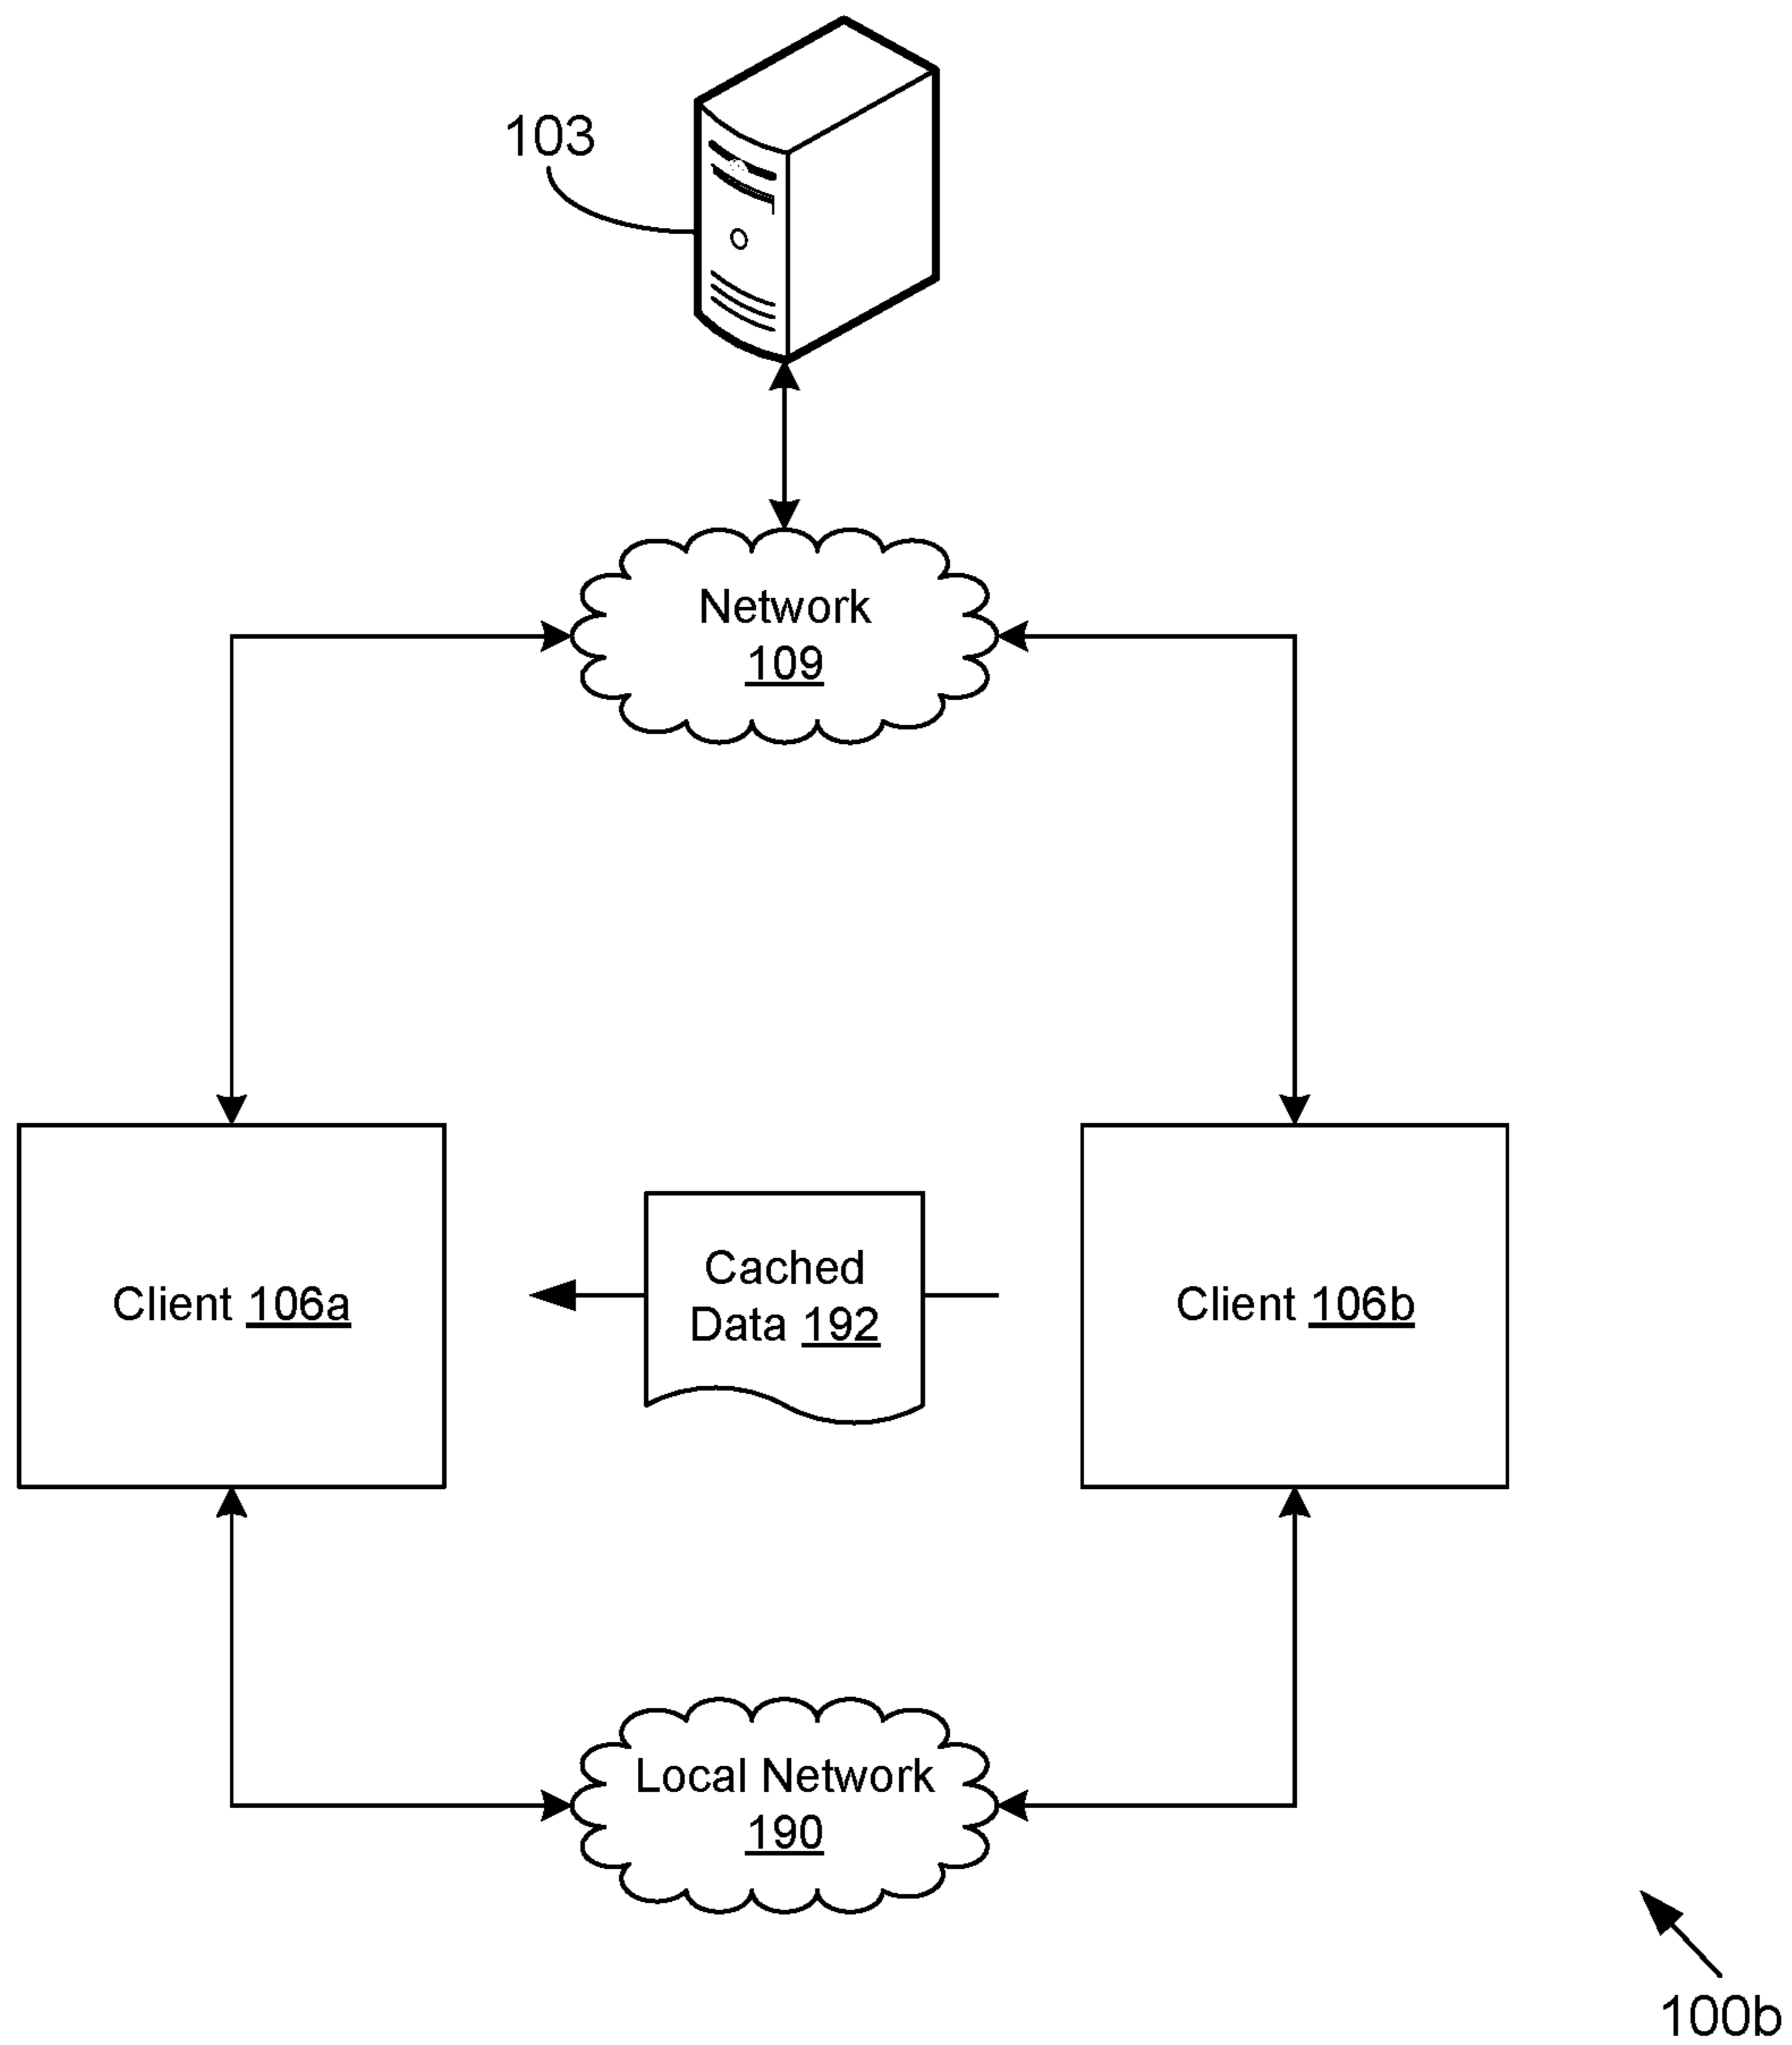 103
Network
109
Client 106a
Cached
Data 192
Client 106b
Local Network
190
100b